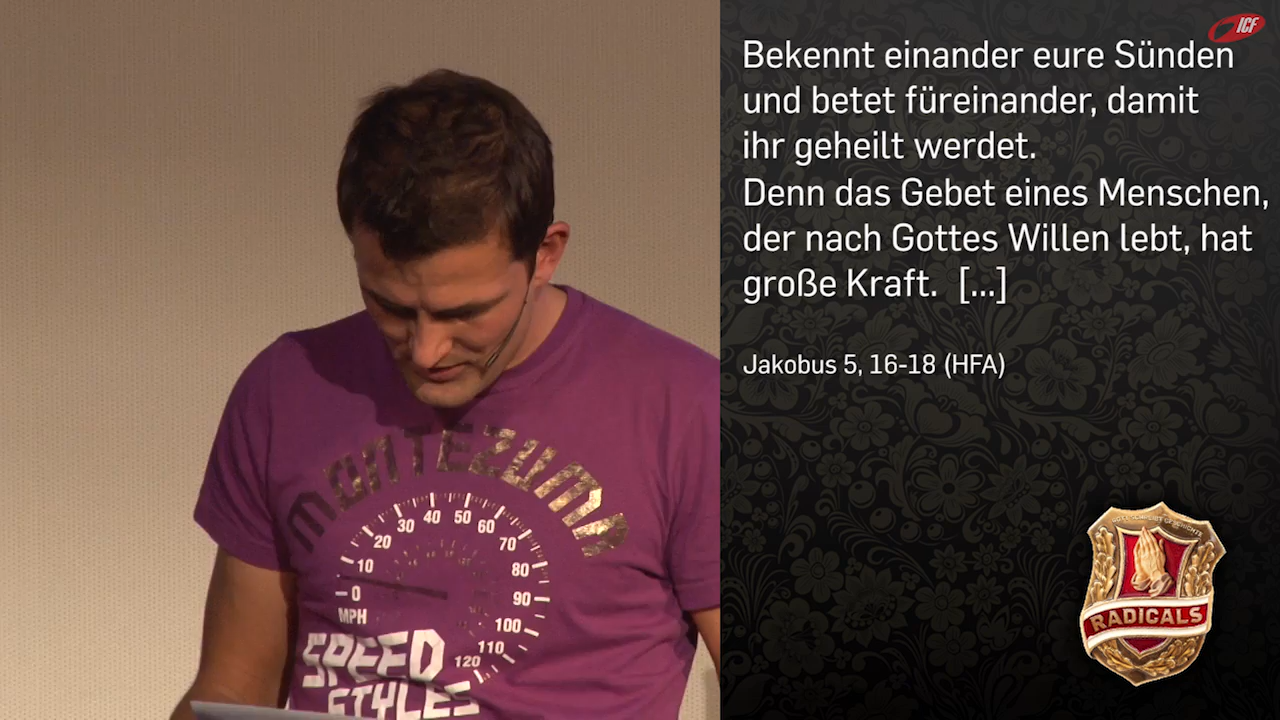 ICF
Bekennt einander eure Sünden
und betet füreinander, damit
ihr geheilt werdet.
Denn das Gebet eines Menschen,
der nach Gottes Willen lebt, hat
große Kraft. [...]
Jakobus 5, 16-18 (HFA)
MONTEZUMA
0
10
20
30
40
50
60
70
80
90
100
110
120
MPH
SPEED
STYLES
RADICALS